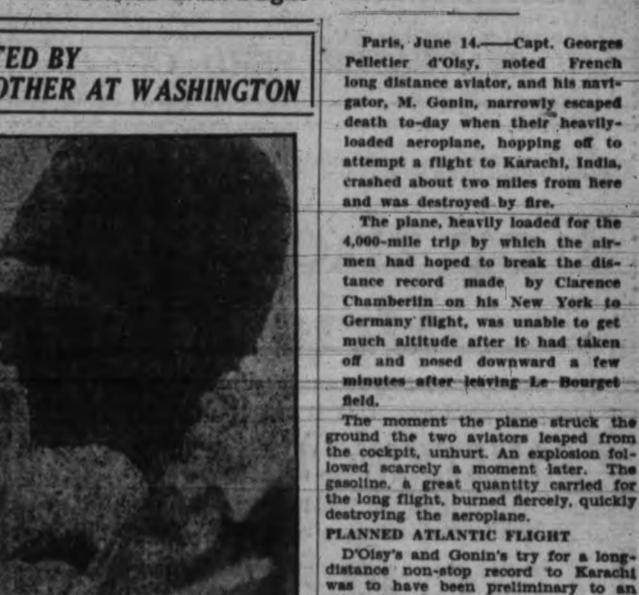 TED BY
OTHER AT WASHINGTON
Paris, June 14.—Capt. Georges
Pelletier d'Oisy, noted French
long distance aviator, and his navi-
gator, M. Gonin, narrowly escaped
death to-day when their heavily-
loaded aeroplane, hopping off to
attempt a flight to Karachi, India,
crashed about two miles from here
and was destroyed by fire.
The plane, heavily loaded for the
4,000-mile trip by which the air-
men had hoped to break the dis-
tance record made by Clarence
Chamberlin on his New York to
Germany flight, was unable to get
much altitude after it had taken
off and nosed downward a few
minutes after leaving Le Bourget
field.
The moment the plane struck the
ground the two aviators leaped from
the cockpit, unhurt. An explosion fol-
lowed scarcely a moment later. The
gasoline, a great quantity carried for
the long flight, burned fiercely, quickly
destroying the aeroplane.
PLANNED ATLANTIC FLIGHT
D'Oisy's and Gonin's try for a long-
distance non-stop record to Karachi
was to have been preliminary to an